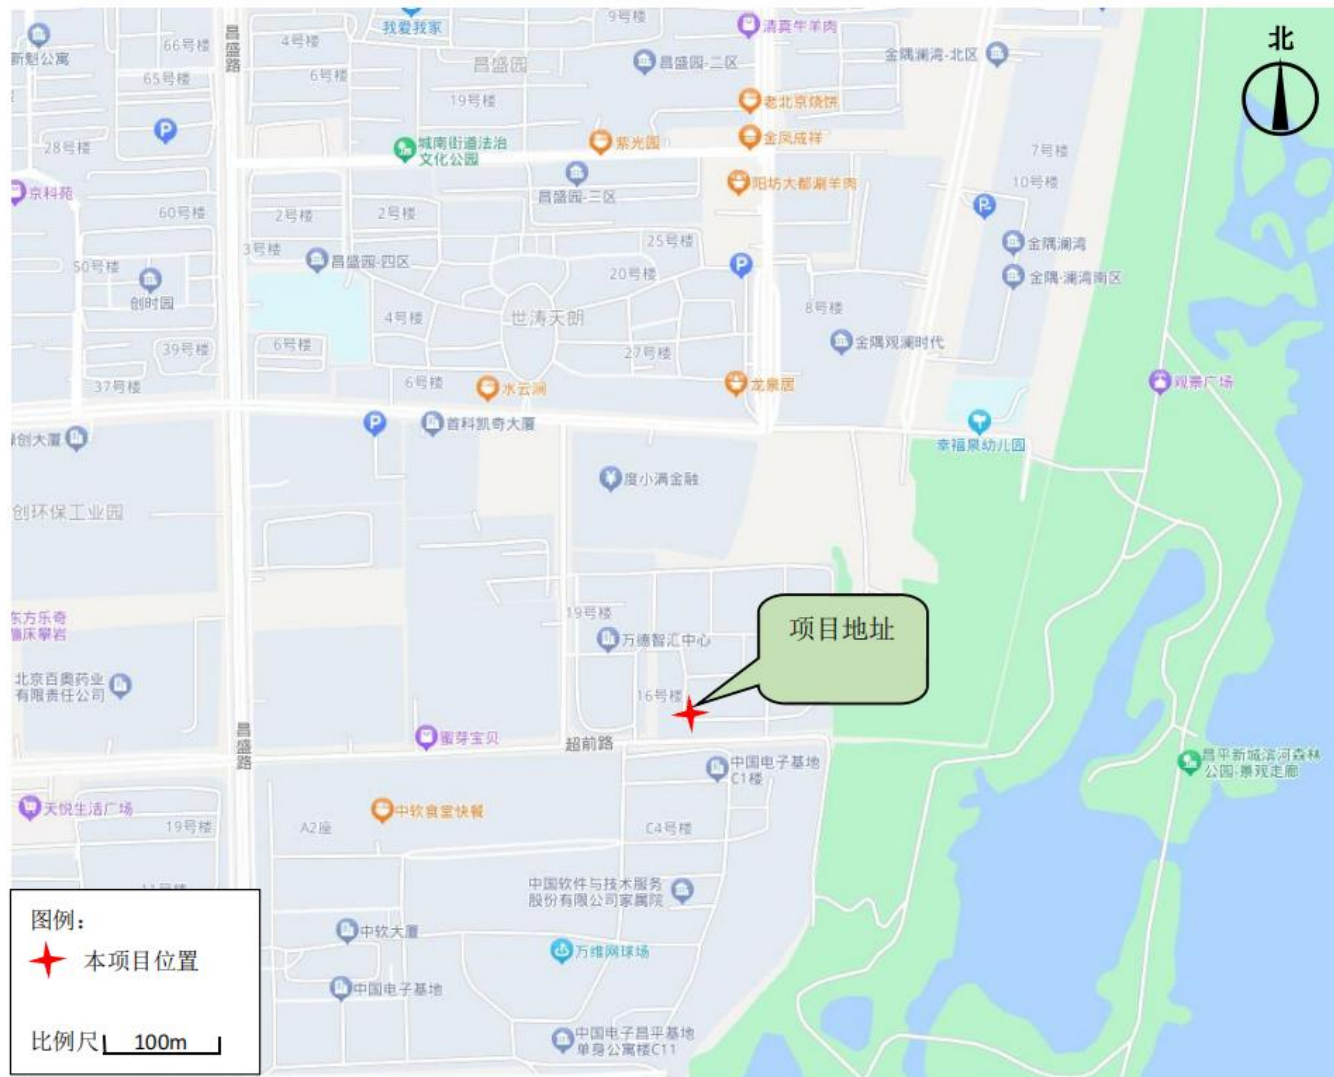 我爱我家
9号楼
清真牛羊肉
昌盛路
66号楼
4号楼
新魁公寓
昌盛园
昌盛园-二区
金隅澜湾-北区
北
65号楼
6号楼
19号楼
老北京烧饼
28号楼
城南街道法治
文化公园
紫光园
金凤成祥
7号楼
10号楼
京科苑
昌盛园-三区
阳坊大都涮羊肉
60号楼
2号楼
2号楼
3号楼
25号楼
金隅澜湾
50号楼
昌盛园-四区
20号楼
金隅·澜湾南区
创时园
4号楼
世涛天朗
8号楼
39号楼
6号楼
27号楼
金隅观澜时代
37号楼
6号楼
水云涧
龙泉居
观景广场
创大厦
首科凯奇大厦
幸福泉幼儿园
度小满金融
创环保工业园
东方乐奇
蹦床攀岩
19号楼
万德智汇中心
项目地址
北京百奥药业
有限责任公司
16号楼
昌盛路
蜜芽宝贝
超前路
中国电子基地
C1楼
昌平新城滨河森林
公园-景观走廊
天悦生活广场
19号楼
A2座
中软食堂快餐
C4号楼
中国软件与技术服务
股份有限公司家属院
图例：
本项目位置
中软大厦
万维网球场
中国电子基地
比例尺 100m
中国电子昌平基地
单身公寓楼C11